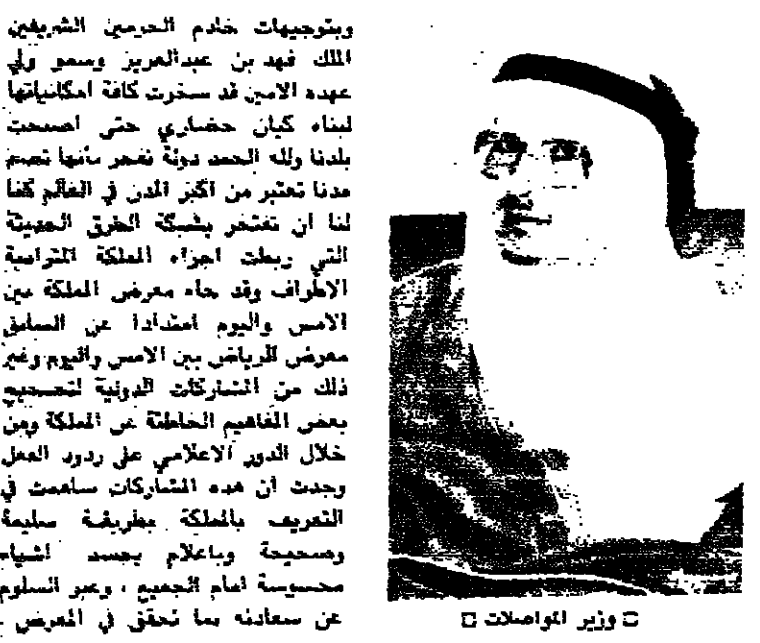 وبتوجيهات خادم الحرمين الشريفين
الملك فهد بن عبدالعزيز وسمو ولي
عهده الامين قد سخرت كافة امكانياتها
لبناء كيان حضاري حتى اصبحت
بلدنا ولله الحمد دولة نفخر بأنها تضم
مدنا تعتبر من اكبر المدن في العالم كما
لنا ان نفتخر بشبكة الطرق الحديثة
التي ربطت اجزاء المملكة المترامية
الاطراف وقد جاء معرض المملكة بين
الامس واليوم امتدادا عن السابق
معرض الرياض بين الامس واليوم وغير
ذلك من المشاركات الدولية لتصحيح
بعض المفاهيم الخاطئة عن المملكة ومن
خلال الدور الاعلامي على ردود الفعل
وجدت ان هذه المشاركات ساهمت في
التعريف بالمملكة بطريقة سليمة
وصحيحة وباعلام يجسد اشياء
محسوسة امام الجميع ، وعبر السلوم
عن سعادته بما تحقق في المعرض .
□ وزير المواصلات □